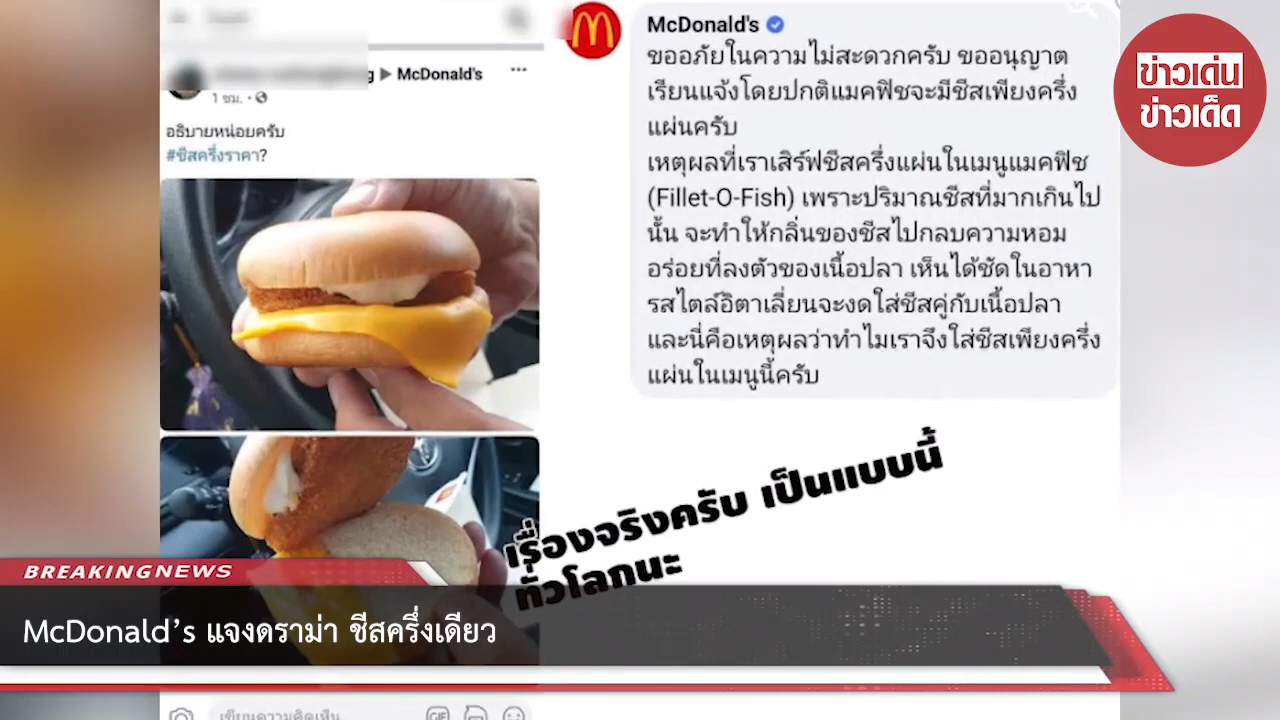 McDonald's
1 ชม.
อธิบายหน่อยครับ
#ชีสครึ่งราคา?
McDonald's
ขออภัยในความไม่สะดวกครับ ขออนุญาต
เรียนแจ้งโดยปกติแมคฟิชจะมีชีสเพียงครึ่ง
แผ่นครับ
เหตุผลที่เราเสิร์ฟชีสครึ่งแผ่นในเมนูแมคฟิช
(Fillet-O-Fish) เพราะปริมาณชีสที่มากเกินไป
นั้น จะทำให้กลิ่นของชีสไปกลบความหอม
อร่อยที่ลงตัวของเนื้อปลา เห็นได้ชัดในอาหา
รสไตล์อิตาเลี่ยนจะงดใส่ชีสคู่กับเนื้อปลา
และนี่คือเหตุผลว่าทำไมเราจึงใส่ชีสเพียงครึ่ง
แผ่นในเมนูนี้ครับ
ข่าวเด่น
ข่าวเด็ด
เรื่องจริงครับ เป็นแบบนี้
ทั่วโลกนะ
BREAKINGNEWS
McDonald’s แจงดราม่า ชีสครึ่งเดียว
เขียนความคิดเห็น...
GIF